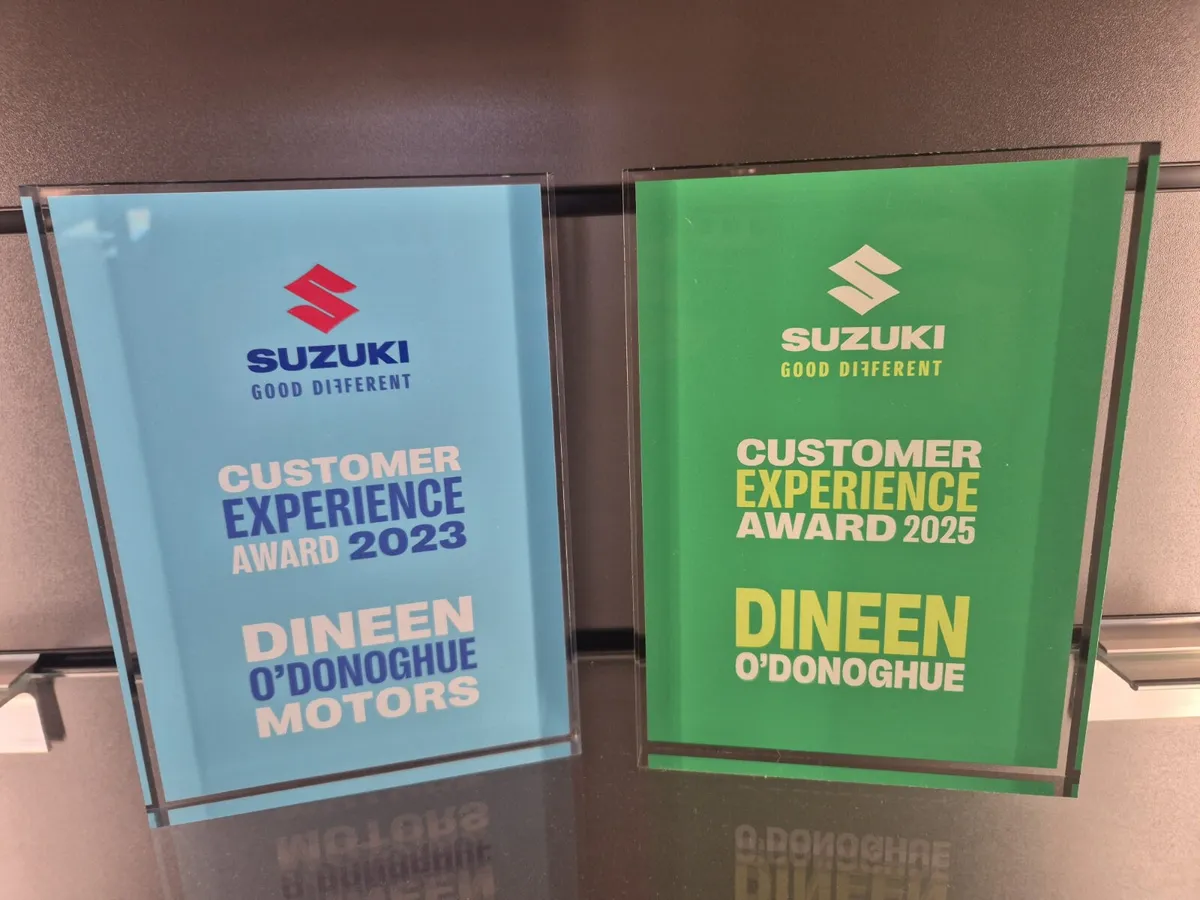 SUZUKI
GOOD DIFFERENT
CUSTOMER
EXPERIENCE
AWARD 2023
DINEEN
O'DONOGHUE
MOTORS
SUZUKI
GOOD DIFFERENT
CUSTOMER
EXPERIENCE
AWARD 2025
DINEEN
O'DONOGHUE